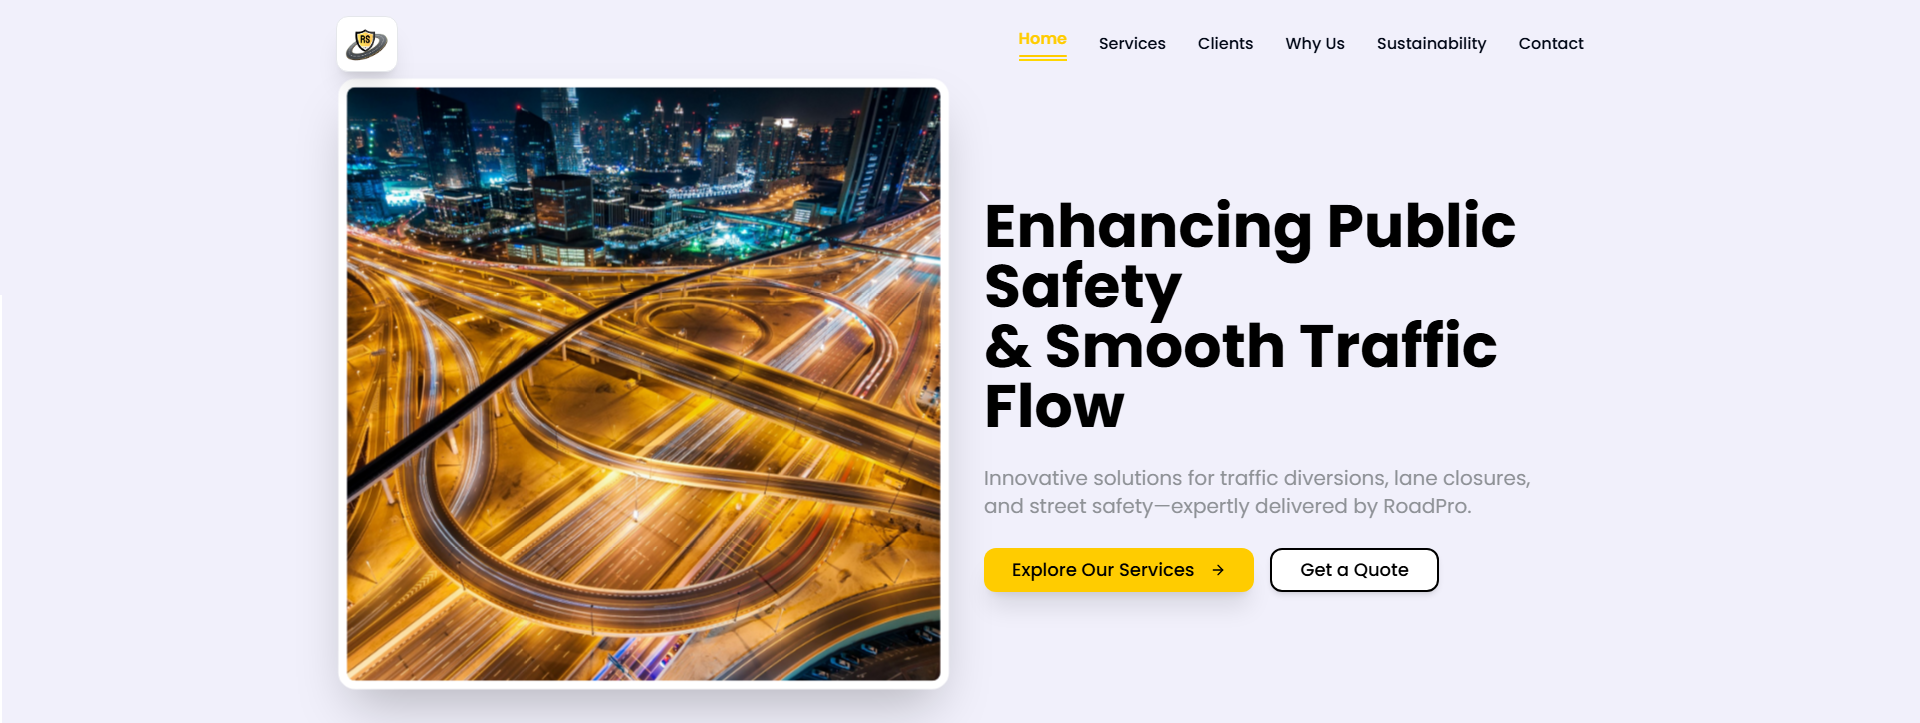 RS
Home
Services
Clients
Why Us
Sustainability
Contact
Enhancing Public
Safety
& Smooth Traffic
Flow
Innovative solutions for traffic diversions, lane closures,
and street safety—expertly delivered by RoadPro.
Explore Our Services →
Get a Quote